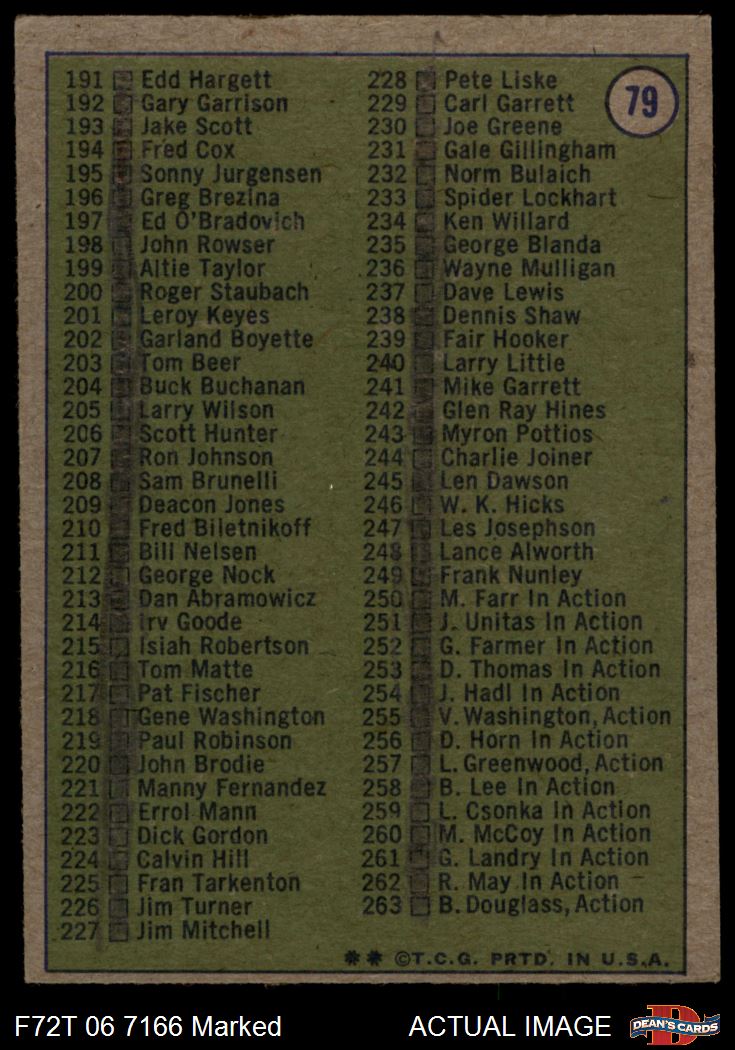 79
191 Edd Hargett
192 Gary Garrison
193 Jake Scott
194 Fred Cox
195 Sonny Jurgensen
196 Greg Brezina
197 Ed O'Bradovich
198 John Rowser
199 Altie Taylor
200 Roger Staubach
201 Leroy Keyes
202 Garland Boyette
203 Tom Beer
204 Buck Buchanan
205 Larry Wilson
206 Scott Hunter
207 Ron Johnson
208 Sam Brunelli
209 Deacon Jones
210 Fred Biletnikoff
211 Bill Nelsen
212 George Nock
213 Dan Abramowicz
214 Irv Goode
215 Isiah Robertson
216 Tom Matte
217 Pat Fischer
218 Gene Washington
219 Paul Robinson
220 John Brodie
221 Manny Fernandez
222 Errol Mann
223 Dick Gordon
224 Calvin Hill
225 Fran Tarkenton
226 Jim Turner
227 Jim Mitchell
228 Pete Liske
229 Carl Garrett
230 Joe Greene
231 Gale Gillingham
232 Norm Bulaich
233 Spider Lockhart
234 Ken Willard
235 George Blanda
236 Wayne Mulligan
237 Dave Lewis
238 Dennis Shaw
239 Fair Hooker
240 Larry Little
241 Mike Garrett
242 Glen Ray Hines
243 Myron Pottios
244 Charlie Joiner
245 Len Dawson
246 W. K. Hicks
247 Les Josephson
248 Lance Alworth
249 Frank Nunley
250 M. Farr In Action
251 J. Unitas In Action
252 G. Farmer In Action
253 D. Thomas In Action
254 J. Hadl In Action
255 V. Washington, Action
256 D. Horn In Action
257 L. Greenwood, Action
258 B. Lee In Action
259 L. Csonka In Action
260 M. McCoy In Action
261 G. Landry In Action
262 R. May In Action
263 B. Douglass, Action
** ©T.C.G. PRTD. IN U.S.A.
F72T 06 7166 Marked
ACTUAL IMAGE
DEAN'S CARDS